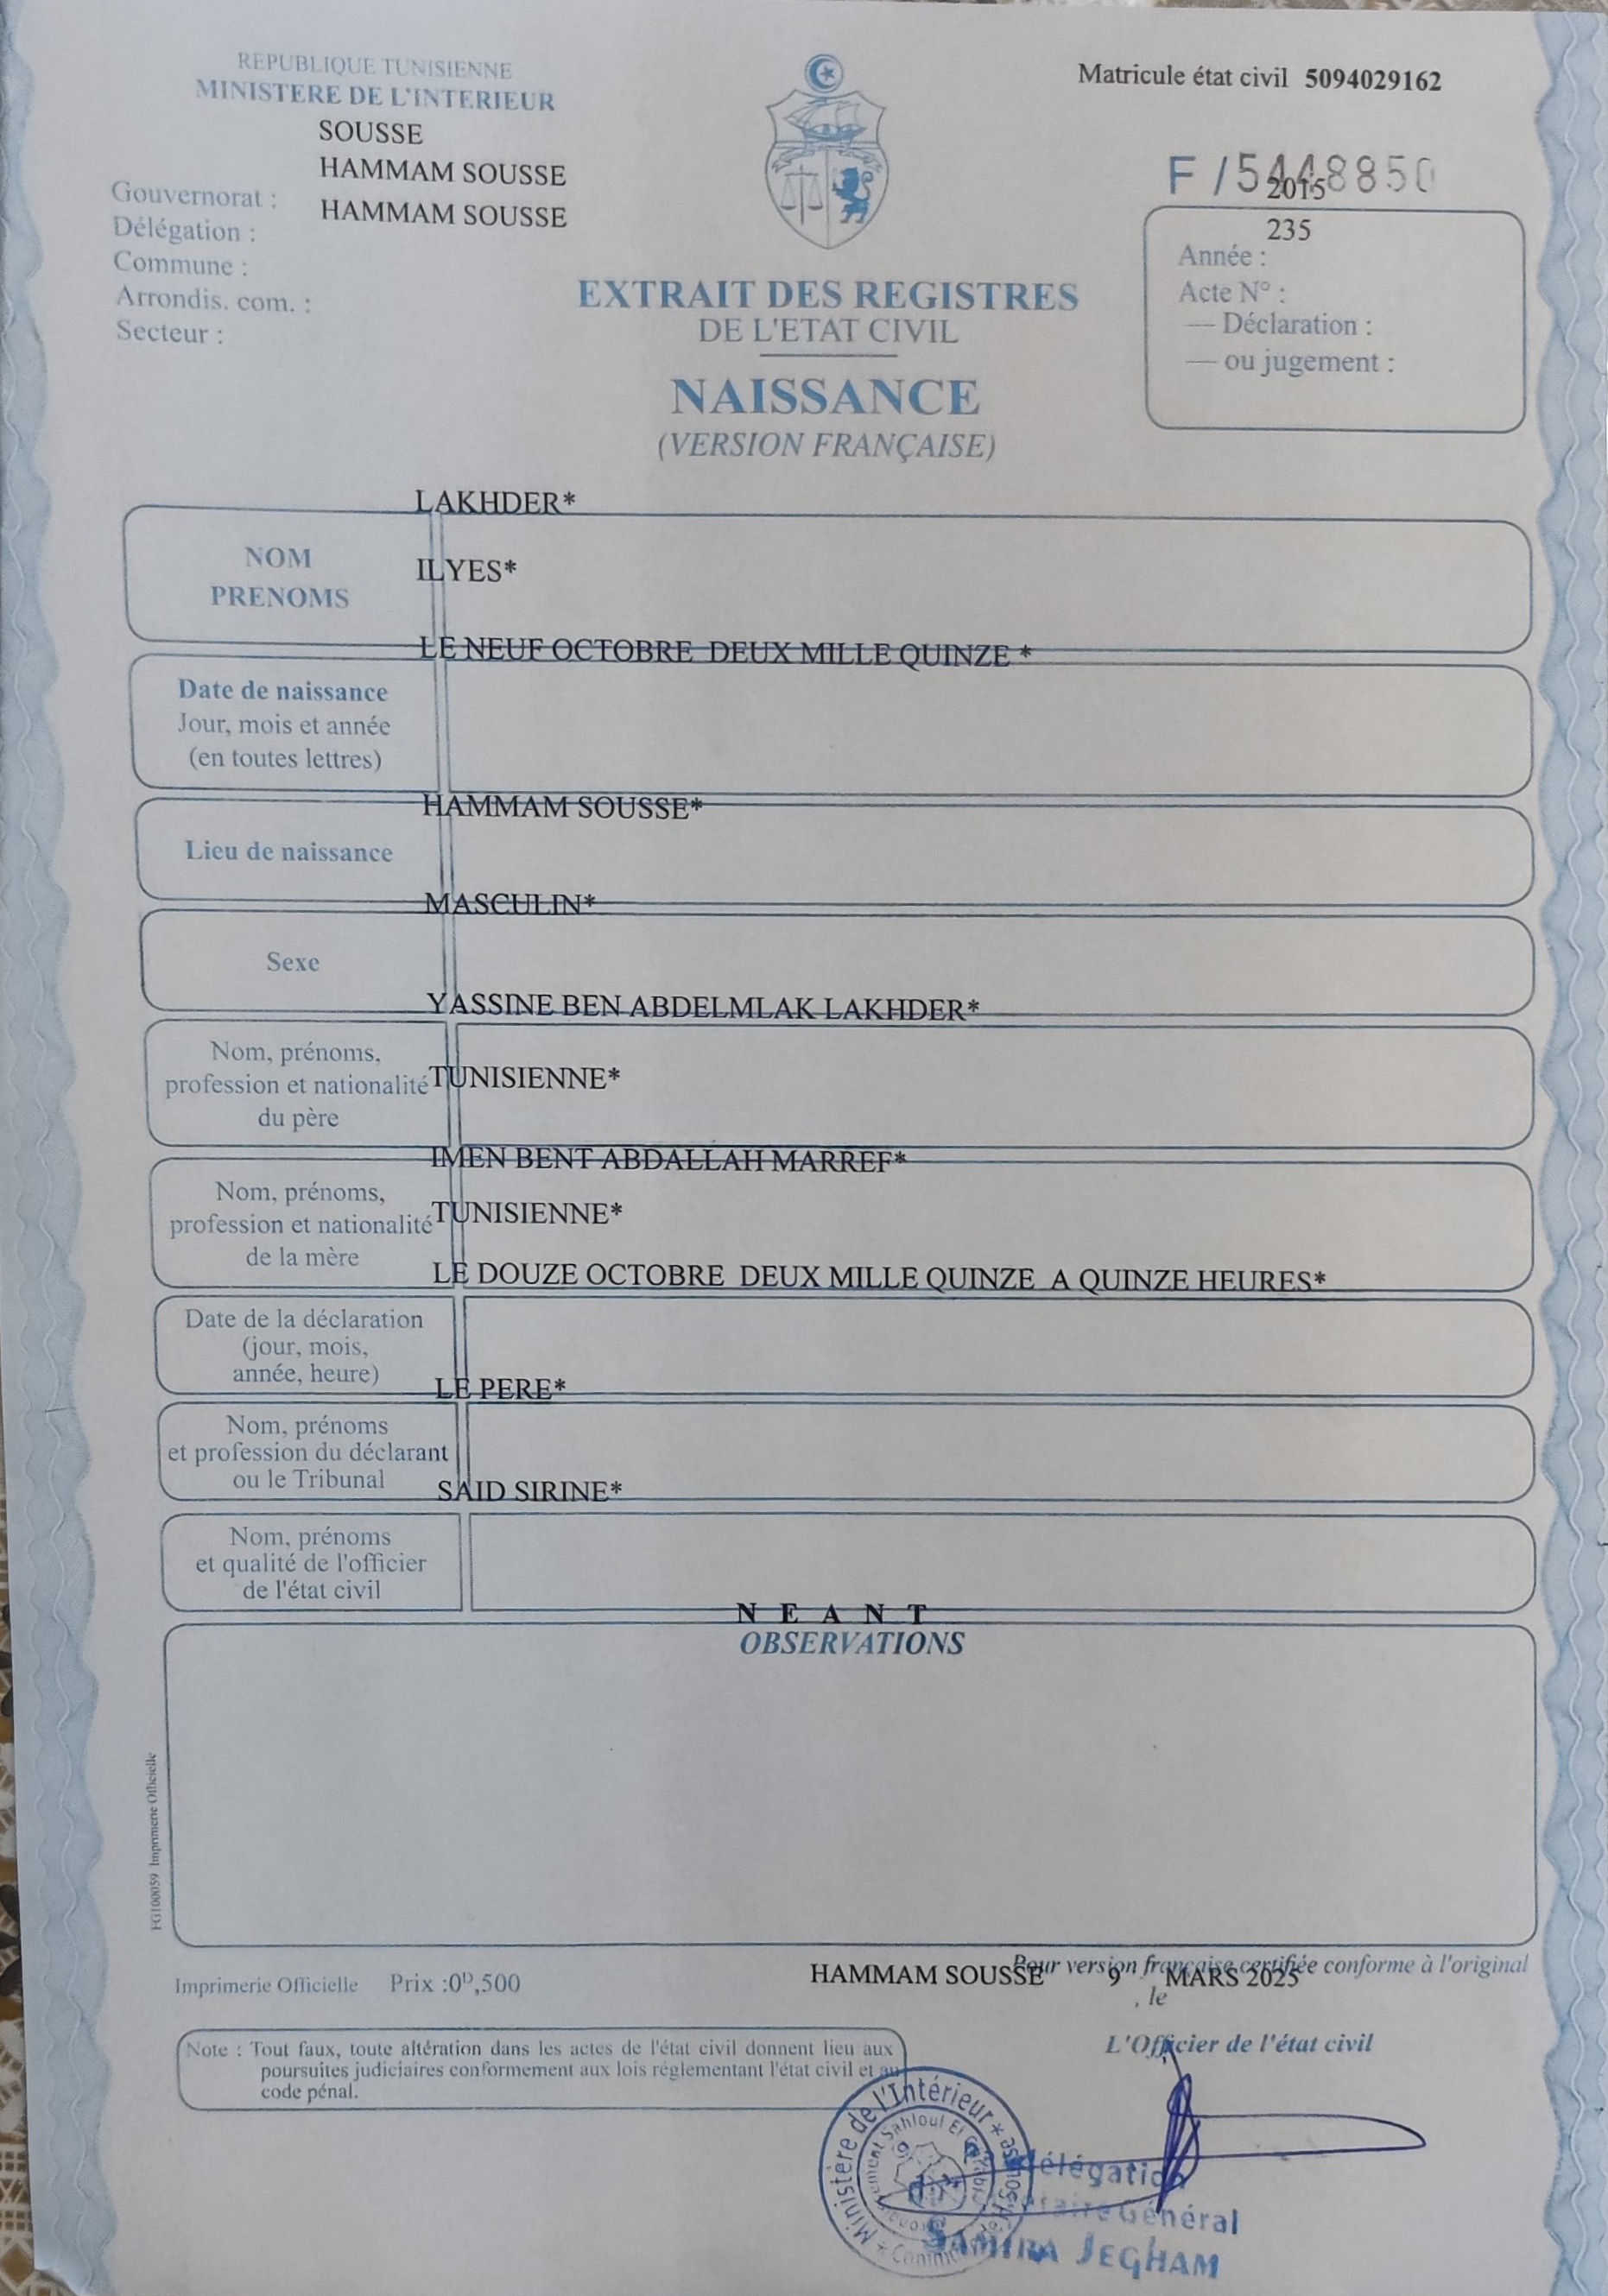 REPUBLIQUE TUNISIENNE
MINISTERE DE L'INTERIEUR
SOUSSE
HAMMAM SOUSSE
HAMMAM SOUSSE
Gouvernorat :
Délégation :
Commune :
Arrondis. com. :
Secteur :
Matricule état civil 5094029162
F / 5448850
2015
235
Année :
Acte N° :
— Déclaration :
— ou jugement :
EXTRAIT DES REGISTRES
DE L'ETAT CIVIL
NAISSANCE
(VERSION FRANÇAISE)
LAKHDER*
NOM
PRENOMS
ILYES*
LE NEUF OCTOBRE DEUX MILLE QUINZE *
Date de naissance
Jour, mois et année
(en toutes lettres)
HAMMAM SOUSSE*
Lieu de naissance
MASCULIN*
Sexe
YASSINE BEN ABDELMLAK LAKHDER*
Nom, prénoms,
profession et nationalité
du père
TUNISIENNE*
IMEN BENT ABDALLAH MARREF*
Nom, prénoms,
profession et nationalité
de la mère
TUNISIENNE*
LE DOUZE OCTOBRE DEUX MILLE QUINZE A QUINZE HEURES*
Date de la déclaration
(jour, mois,
année, heure)
LE PERE*
Nom, prénoms
et profession du déclarant
ou le Tribunal
SAID SIRINE*
Nom, prénoms
et qualité de l'officier
de l'état civil
N E A N T
OBSERVATIONS
FG100059 Imprimerie Officielle
Imprimerie Officielle Prix :0ᴰ,500
Pour version française certifiée conforme à l'original
HAMMAM SOUSSE 9 MARS 2025
, le
L'Officier de l'état civil
Note : Tout faux, toute altération dans les actes de l'état civil donnent lieu aux
poursuites judiciaires conformement aux lois réglementant l'état civil et au
code pénal.
Ministère de l'Intérieur *
Sahloul
délégation
Général
SAMIRA JEGHAM